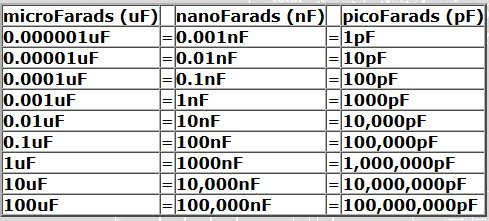 microFarads (uF) nanoFarads (nF) picoFarads (pF)
0.000001uF = 0.001nF = 1pF
0.00001uF = 0.01nF = 10pF
0.0001uF = 0.1nF = 100pF
0.001uF = 1nF = 1000pF
0.01uF = 10nF = 10,000pF
0.1uF = 100nF = 100,000pF
1uF = 1000nF = 1,000,000pF
10uF = 10,000nF = 10,000,000pF
100uF = 100,000nF = 100,000,000pF